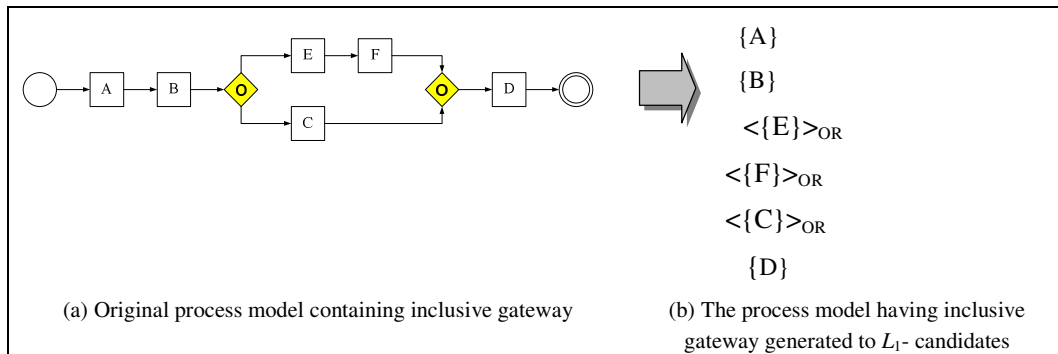 A
B
O
E
F
C
O
D
{A}
{B}
<{E}>OR
<{F}>OR
<{C}>OR
{D}
(a) Original process model containing inclusive gateway
(b) The process model having inclusive
gateway generated to L1- candidates